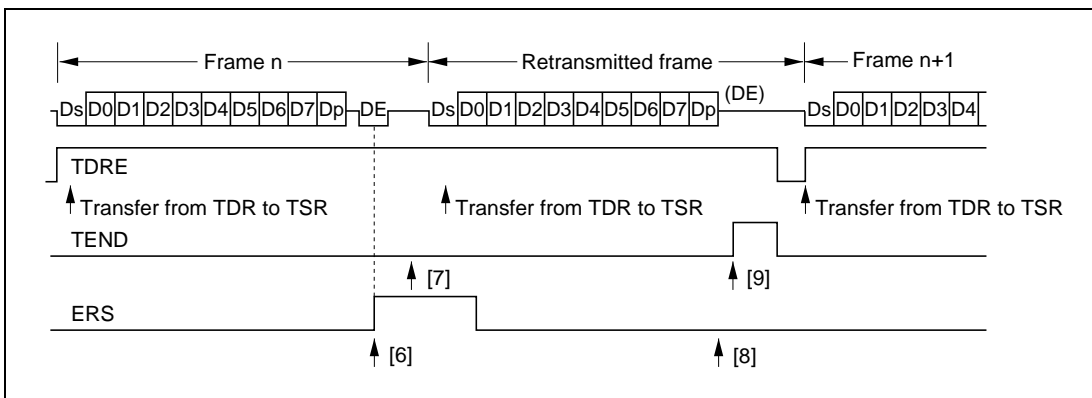 Frame n Retransmitted frame Frame n+1
Ds D0 D1 D2 D3 D4 D5 D6 D7 Dp DE Ds D0 D1 D2 D3 D4 D5 D6 D7 Dp (DE) Ds D0 D1 D2 D3 D4
TDRE
Transfer from TDR to TSR Transfer from TDR to TSR Transfer from TDR to TSR
TEND
[7] [9]
ERS
[6] [8]